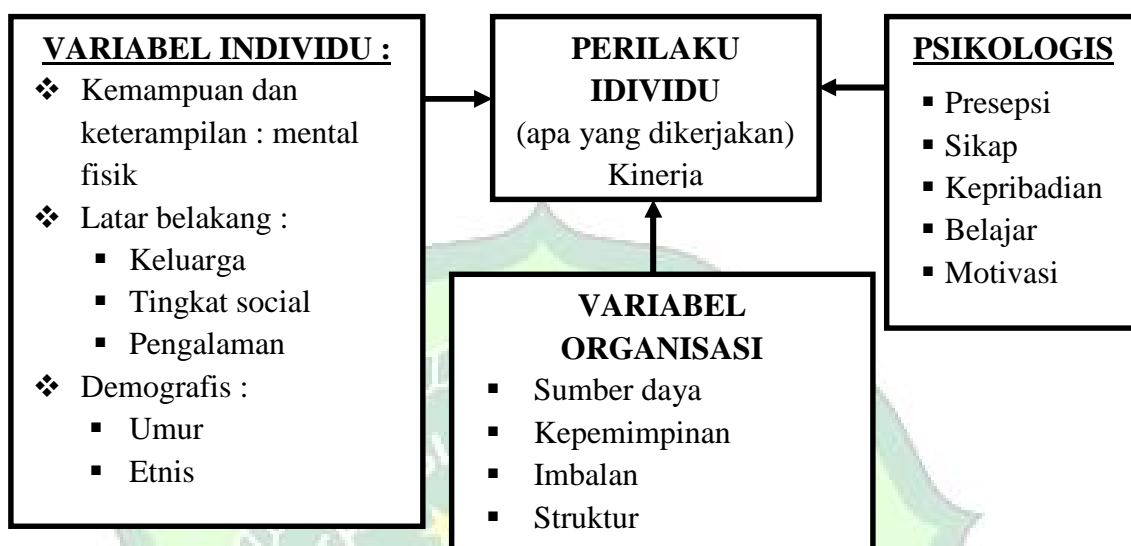 VARIABEL INDIVIDU :
❖ Kemampuan dan
keterampilan : mental
fisik
❖ Latar belakang :
▪ Keluarga
▪ Tingkat social
▪ Pengalaman
❖ Demografis :
▪ Umur
▪ Etnis
PERILAKU
IDIVIDU
(apa yang dikerjakan)
Kinerja
PSIKOLOGIS
▪ Presepsi
▪ Sikap
▪ Kepribadian
▪ Belajar
▪ Motivasi
VARIABEL
ORGANISASI
▪ Sumber daya
▪ Kepemimpinan
▪ Imbalan
▪ Struktur